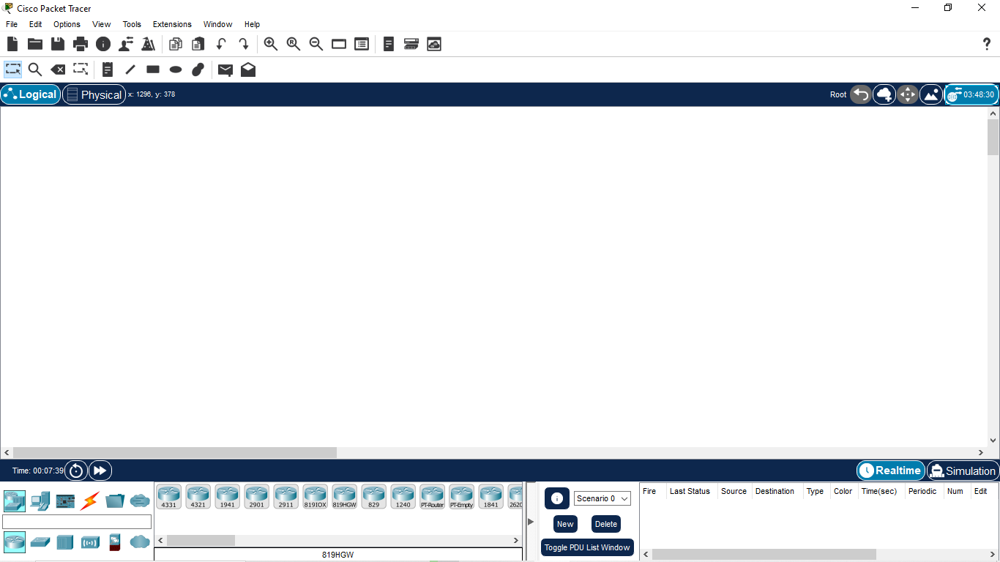 Cisco Packet Tracer
File Edit Options View Tools Extensions Window Help
Logical Physical x: 1296, y: 378 Root 03:48:30
Time: 00:07:39 Realtime Simulation
4331 4321 1941 2901 2911 819IOX 819HGW 829 1240 PT-Router PT-Empty 1841 2620
819HGW
Scenario 0
New Delete
Toggle PDU List Window
Fire Last Status Source Destination Type Color Time(sec) Periodic Num Edit